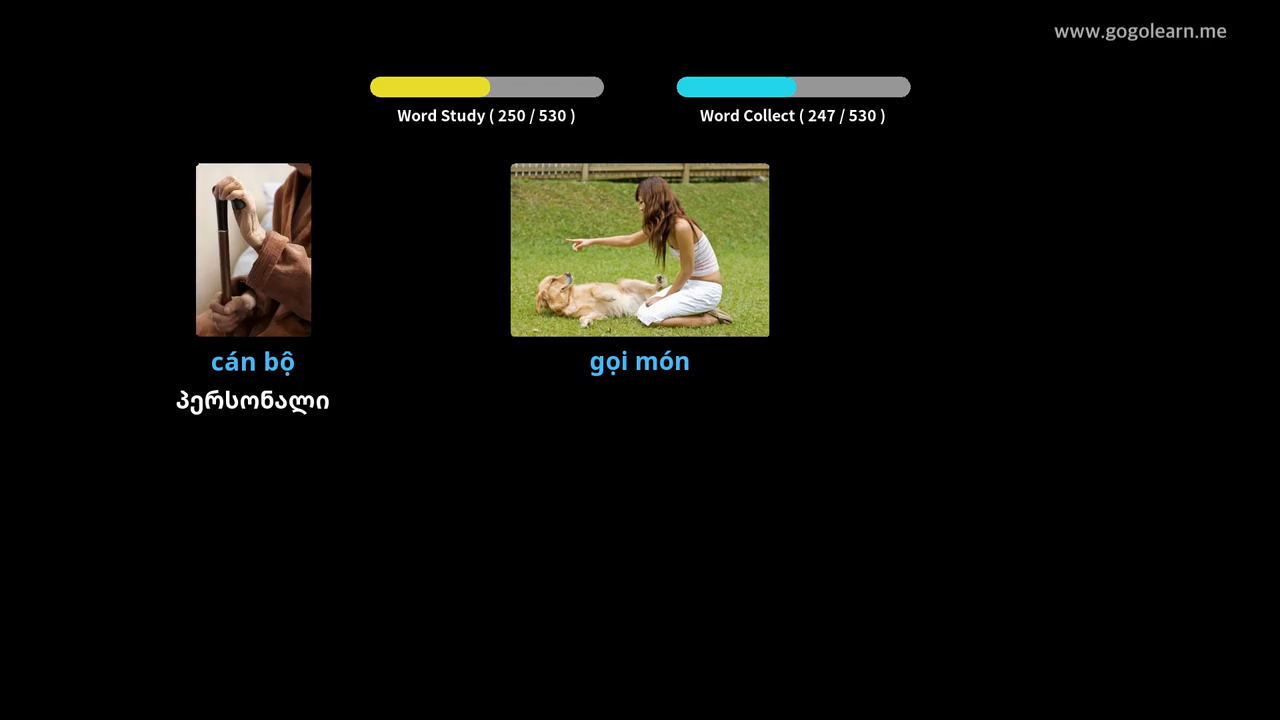 www.gogolearn.me
Word Study ( 250 / 530 )
Word Collect ( 247 / 530 )
cán bộ
gọi món
პერსონალი